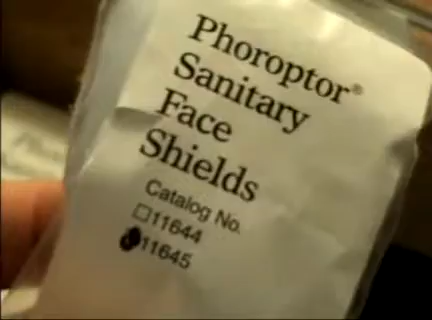 Phoroptor®
Sanitary
Face
Shields
Catalog No.
11644
11645